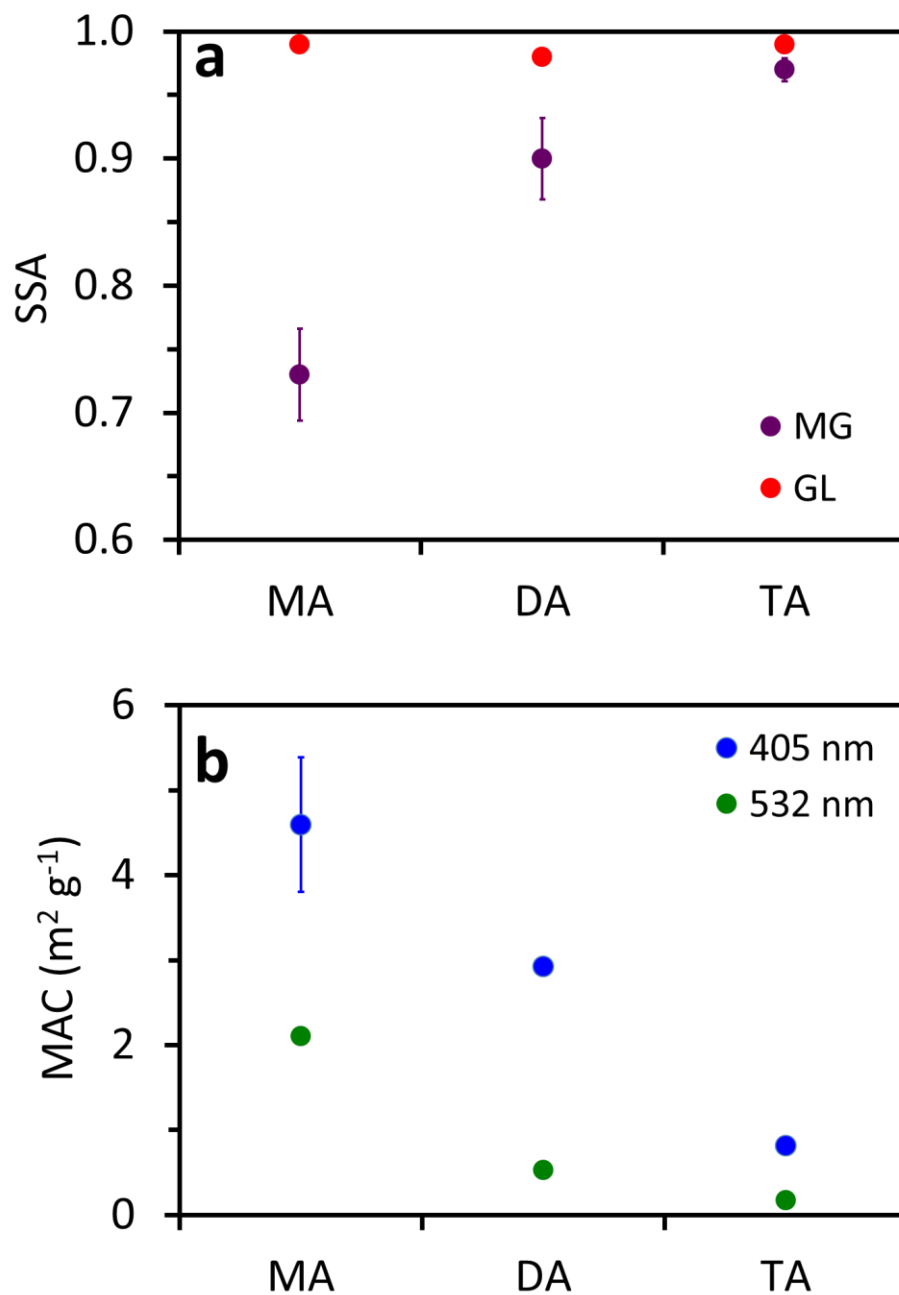 a
SSA
1.0
0.9
0.8
0.7
0.6
MG
GL
MA DA TA
b
MAC (m² g⁻¹)
6
4
2
0
405 nm
532 nm
MA DA TA